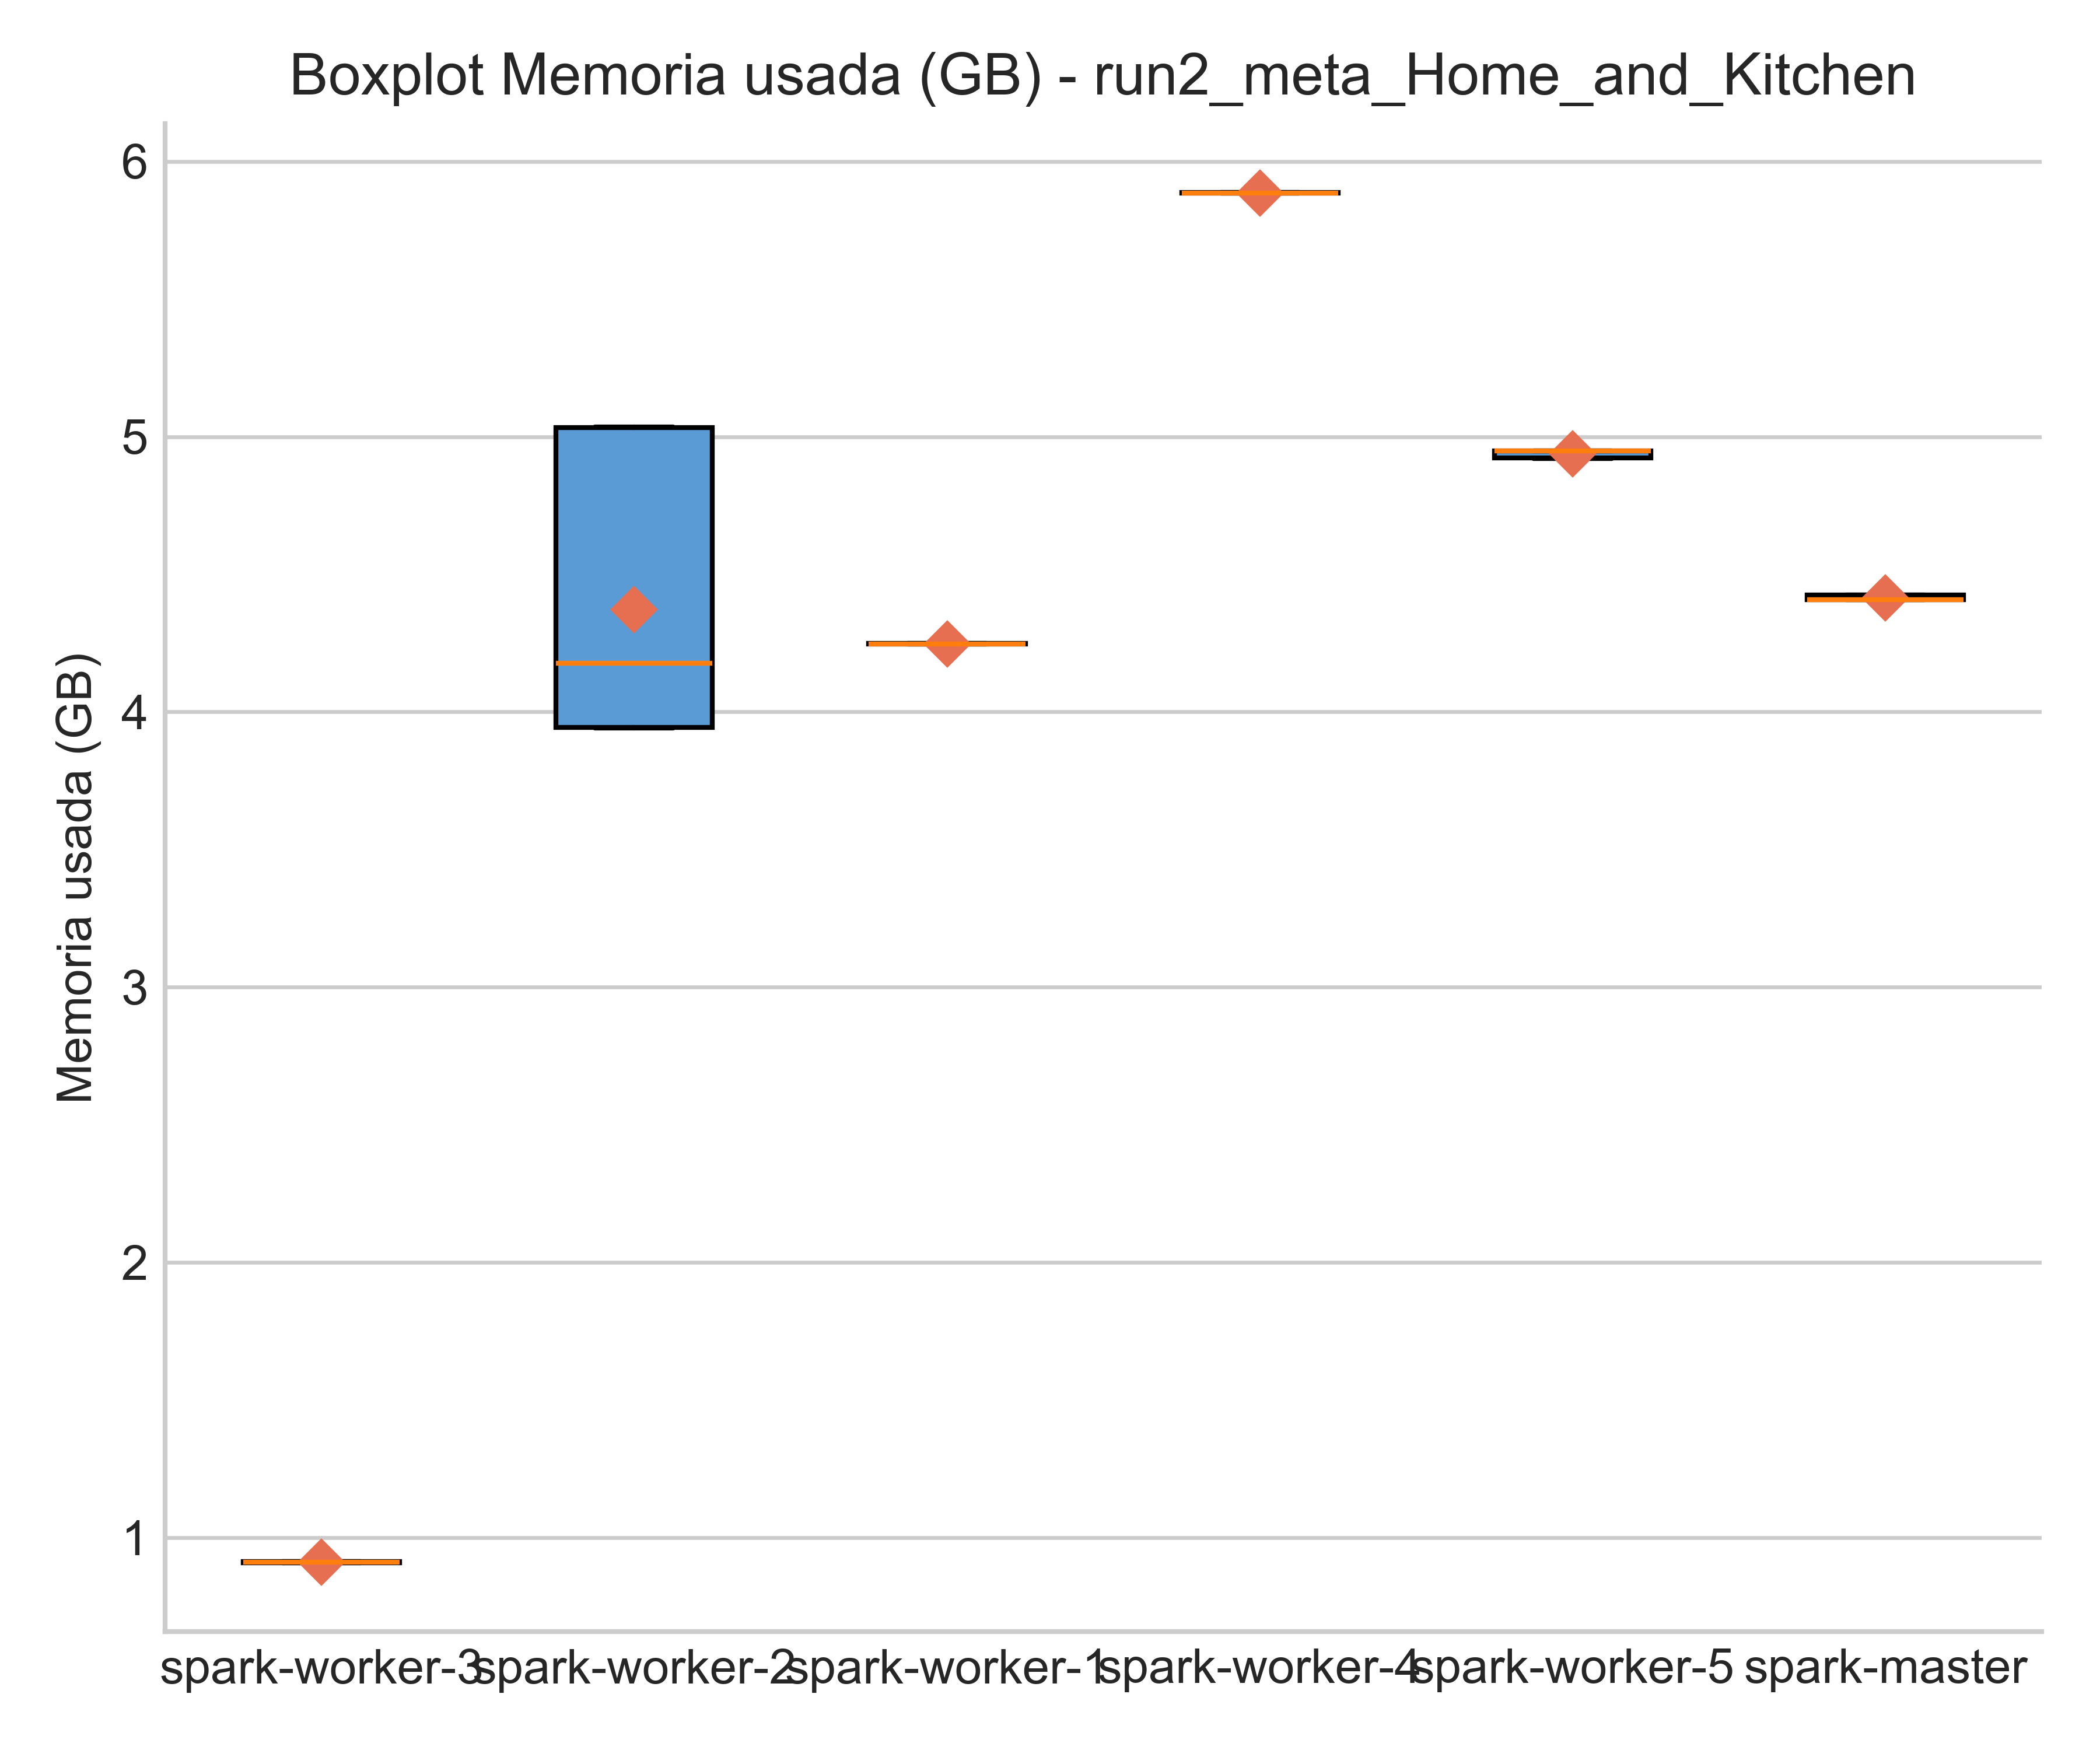 Boxplot Memoria usada (GB) - run2_meta_Home_and_Kitchen
Memoria usada (GB)
6
5
4
3
2
1
spark-worker-3
spark-worker-2
spark-worker-1
spark-worker-4
spark-worker-5
spark-master